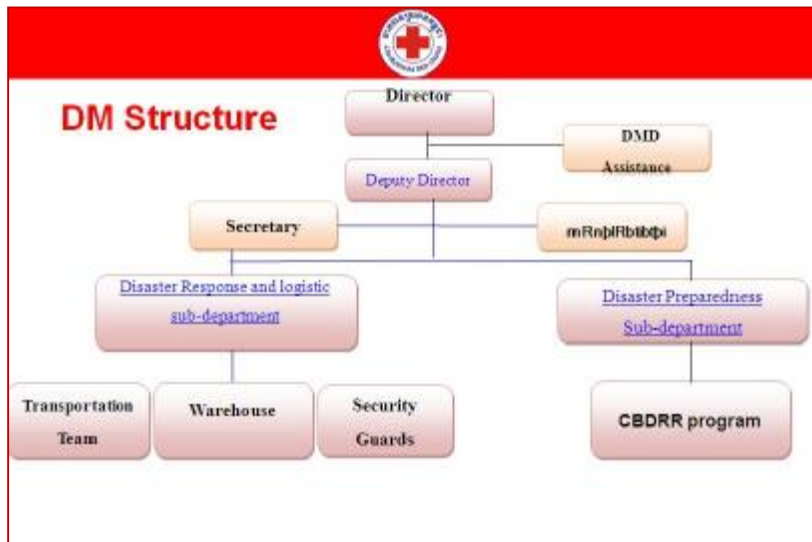 Director
DM Structure
DMD
Assistance
Deputy Director
Secretary
mRnþIRbtibtþi
Disaster Response and logistic
sub-department
Disaster Preparedness
Sub-department
Transportation
Team
Warehouse
Security
Guards
CBDRR program